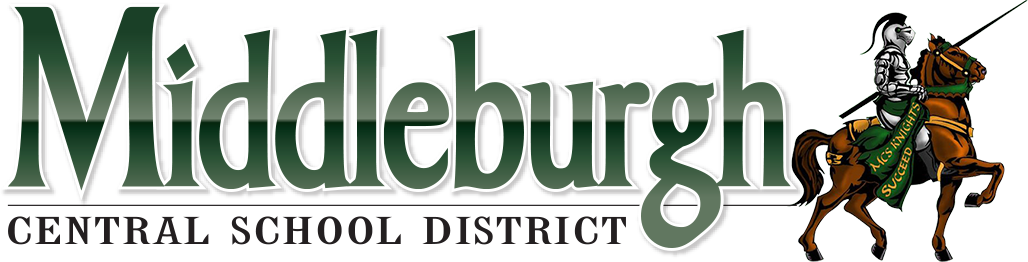 Middleburgh
CENTRAL SCHOOL DISTRICT
MCS KNIGHTS
SUCCEED